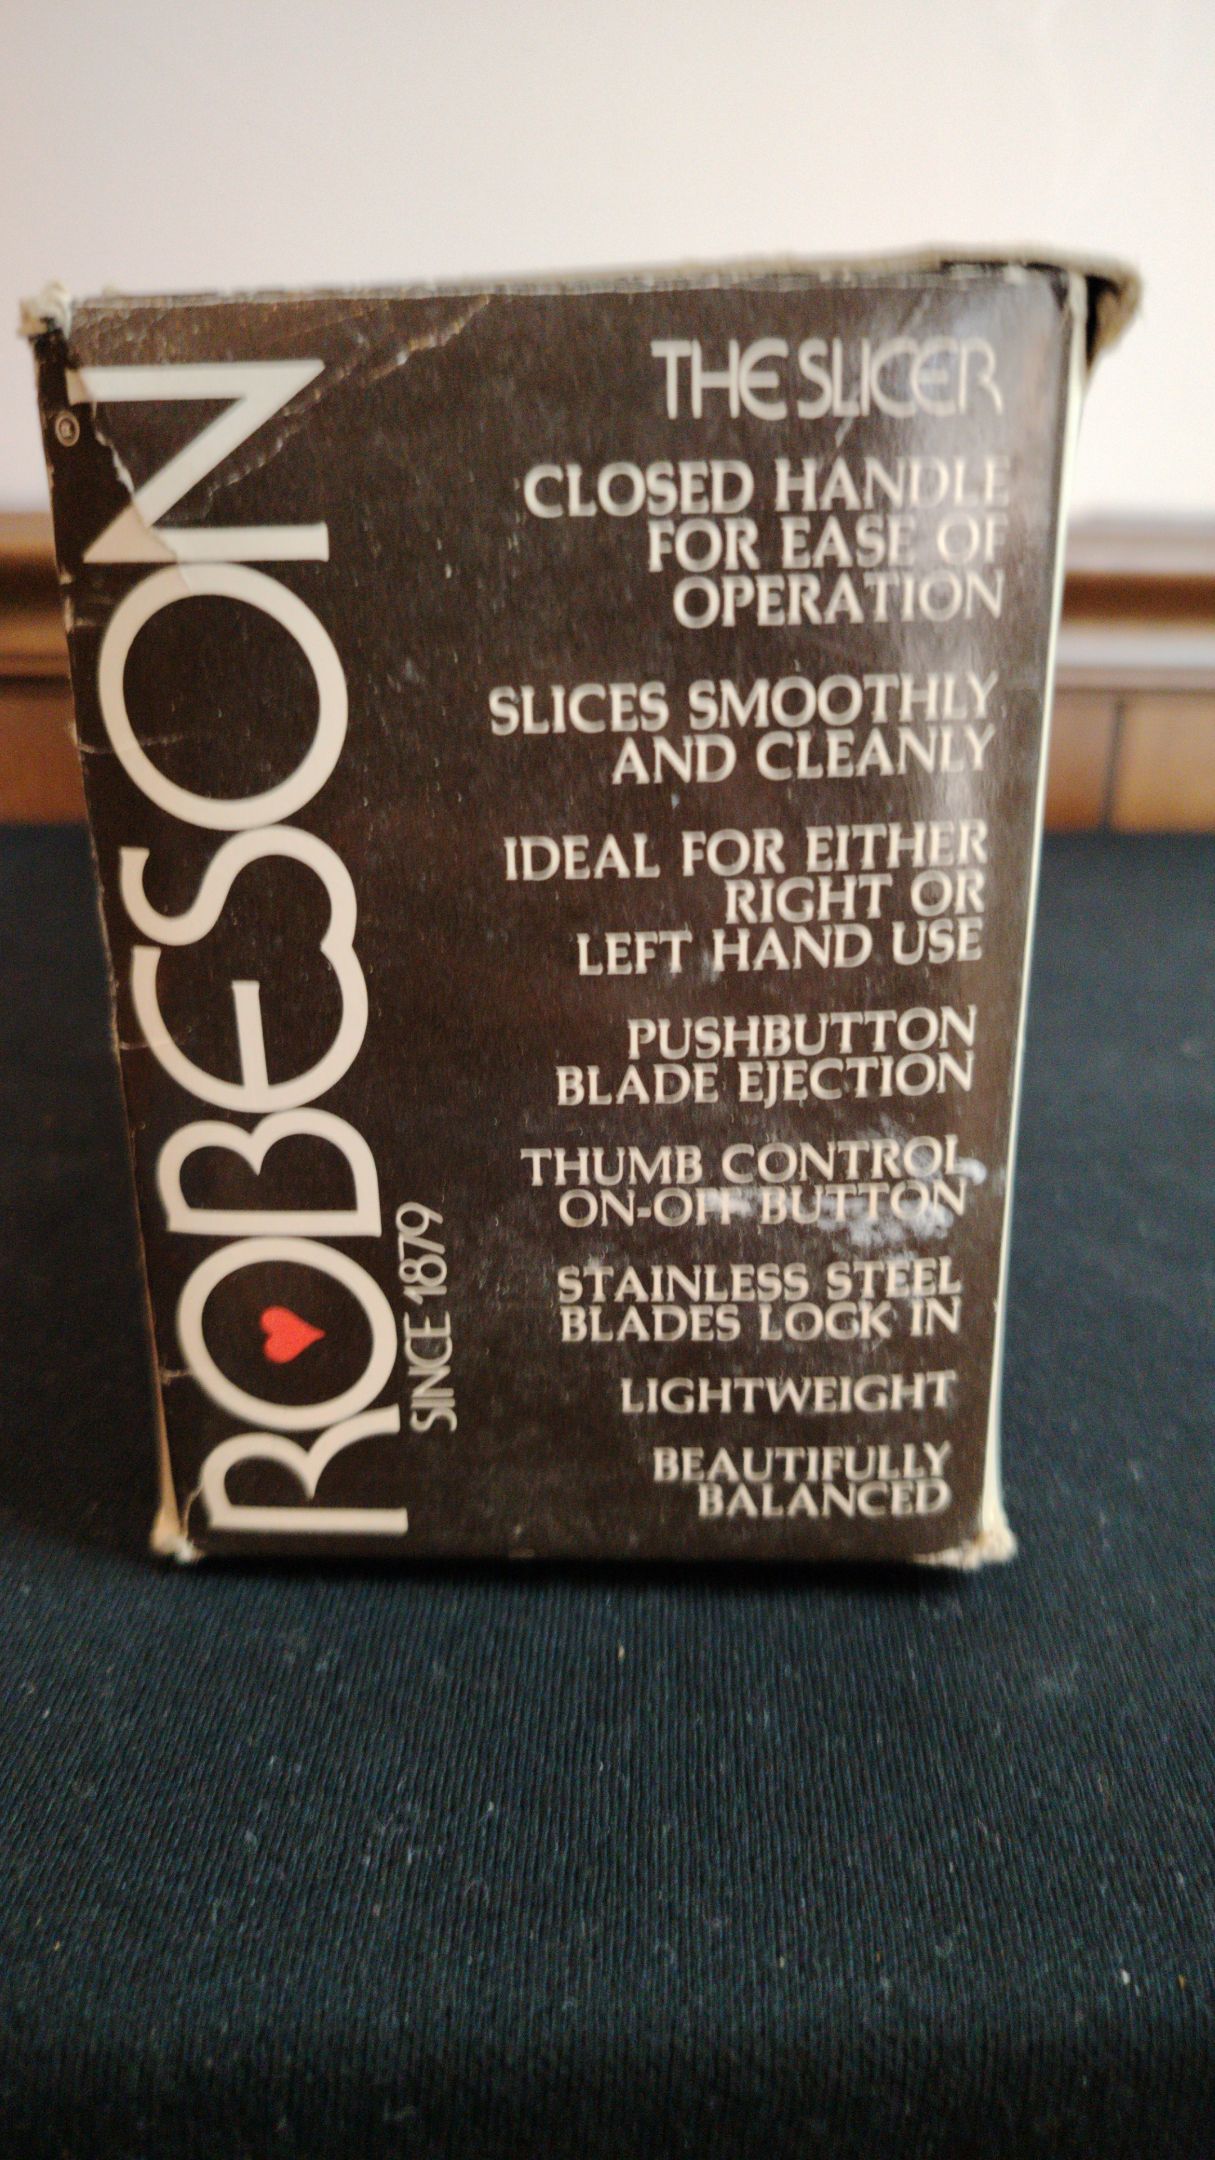 ROBESON
®
SINCE 1879
THE SLICER
CLOSED HANDLE
FOR EASE OF
OPERATION
SLICES SMOOTHLY
AND CLEANLY
IDEAL FOR EITHER
RIGHT OR
LEFT HAND USE
PUSHBUTTON
BLADE EJECTION
THUMB CONTROL
ON-OFF BUTTON
STAINLESS STEEL
BLADES LOCK IN
LIGHTWEIGHT
BEAUTIFULLY
BALANCED